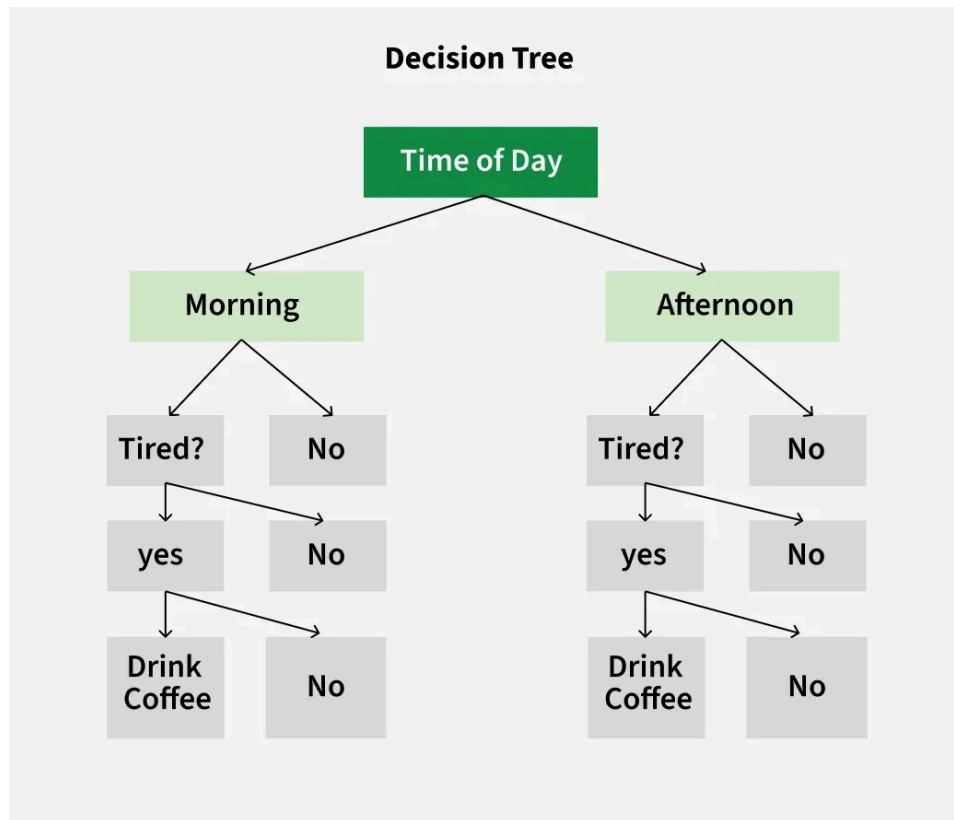 Decision Tree
Time of Day
Morning
Afternoon
Tired?
No
Tired?
No
yes
No
yes
No
Drink
Coffee
No
Drink
Coffee
No